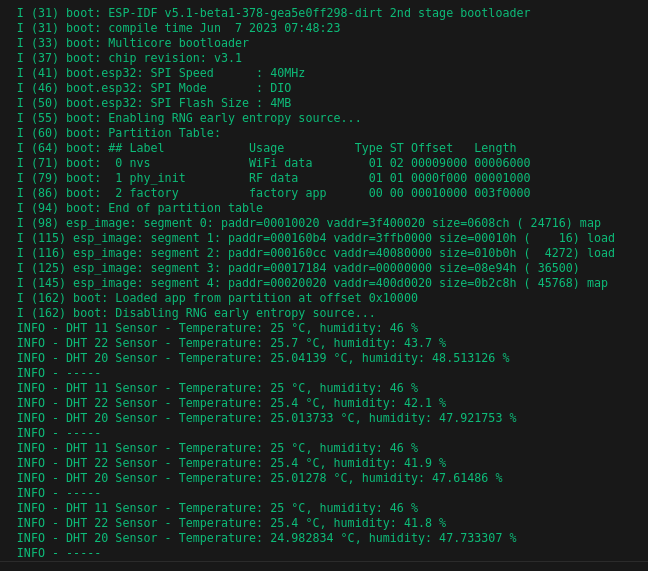 I (31) boot: ESP-IDF v5.1-beta1-378-gea5e0ff298-dirt 2nd stage bootloader
I (31) boot: compile time Jun  7 2023 07:48:23
I (33) boot: Multicore bootloader
I (37) boot: chip revision: v3.1
I (41) boot.esp32: SPI Speed      : 40MHz
I (46) boot.esp32: SPI Mode       : DIO
I (50) boot.esp32: SPI Flash Size : 4MB
I (55) boot: Enabling RNG early entropy source...
I (60) boot: Partition Table:
I (64) boot: ## Label            Usage          Type ST Offset   Length
I (71) boot:  0 nvs              WiFi data        01 02 00009000 00006000
I (79) boot:  1 phy_init         RF data          01 01 0000f000 00001000
I (86) boot:  2 factory          factory app      00 00 00010000 003f0000
I (94) boot: End of partition table
I (98) esp_image: segment 0: paddr=00010020 vaddr=3f400020 size=0608ch ( 24716) map
I (115) esp_image: segment 1: paddr=000160b4 vaddr=3ffb0000 size=00010h (    16) load
I (116) esp_image: segment 2: paddr=000160cc vaddr=40080000 size=010b0h (  4272) load
I (125) esp_image: segment 3: paddr=00017184 vaddr=00000000 size=08e94h ( 36500)
I (145) esp_image: segment 4: paddr=00020020 vaddr=400d0020 size=0b2c8h ( 45768) map
I (162) boot: Loaded app from partition at offset 0x10000
I (162) boot: Disabling RNG early entropy source...
INFO - DHT 11 Sensor - Temperature: 25 °C, humidity: 46 %
INFO - DHT 22 Sensor - Temperature: 25.7 °C, humidity: 43.7 %
INFO - DHT 20 Sensor - Temperature: 25.04139 °C, humidity: 48.513126 %
INFO - -----
INFO - DHT 11 Sensor - Temperature: 25 °C, humidity: 46 %
INFO - DHT 22 Sensor - Temperature: 25.4 °C, humidity: 42.1 %
INFO - DHT 20 Sensor - Temperature: 25.013733 °C, humidity: 47.921753 %
INFO - -----
INFO - DHT 11 Sensor - Temperature: 25 °C, humidity: 46 %
INFO - DHT 22 Sensor - Temperature: 25.4 °C, humidity: 41.9 %
INFO - DHT 20 Sensor - Temperature: 25.01278 °C, humidity: 47.61486 %
INFO - -----
INFO - DHT 11 Sensor - Temperature: 25 °C, humidity: 46 %
INFO - DHT 22 Sensor - Temperature: 25.4 °C, humidity: 41.8 %
INFO - DHT 20 Sensor - Temperature: 24.982834 °C, humidity: 47.733307 %
INFO - -----